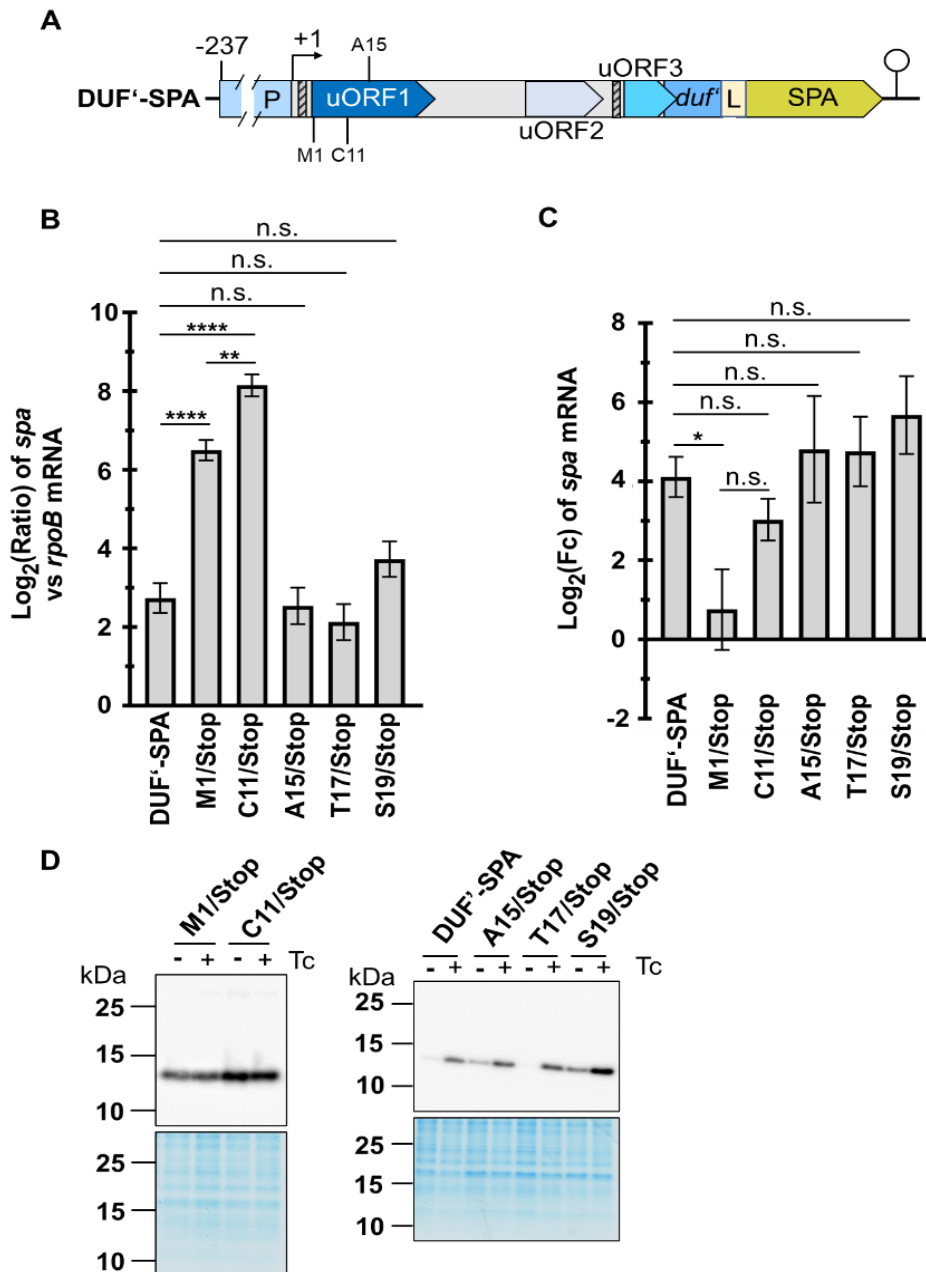 A
-237
+1
A15
uORF3
DUF‘-SPA
P
uORF1
duf‘
L
SPA
uORF2
M1
C11
B
n.s.
n.s.
n.s.
****
**
****
Log2(Ratio) of spa
vs rpoB mRNA
10
8
6
4
2
0
DUF‘-SPA
M1/Stop
C11/Stop
A15/Stop
T17/Stop
S19/Stop
C
n.s.
n.s.
n.s.
n.s.
*
n.s.
Log2(Fc) of spa mRNA
8
6
4
2
0
-2
DUF‘-SPA
M1/Stop
C11/Stop
A15/Stop
T17/Stop
S19/Stop
D
M1/Stop
C11/Stop
- + - + Tc
kDa
25
15
10
25
15
10
DUF’-SPA
A15/Stop
T17/Stop
S19/Stop
- + - + - + - + Tc
kDa
25
15
10
25
15
10